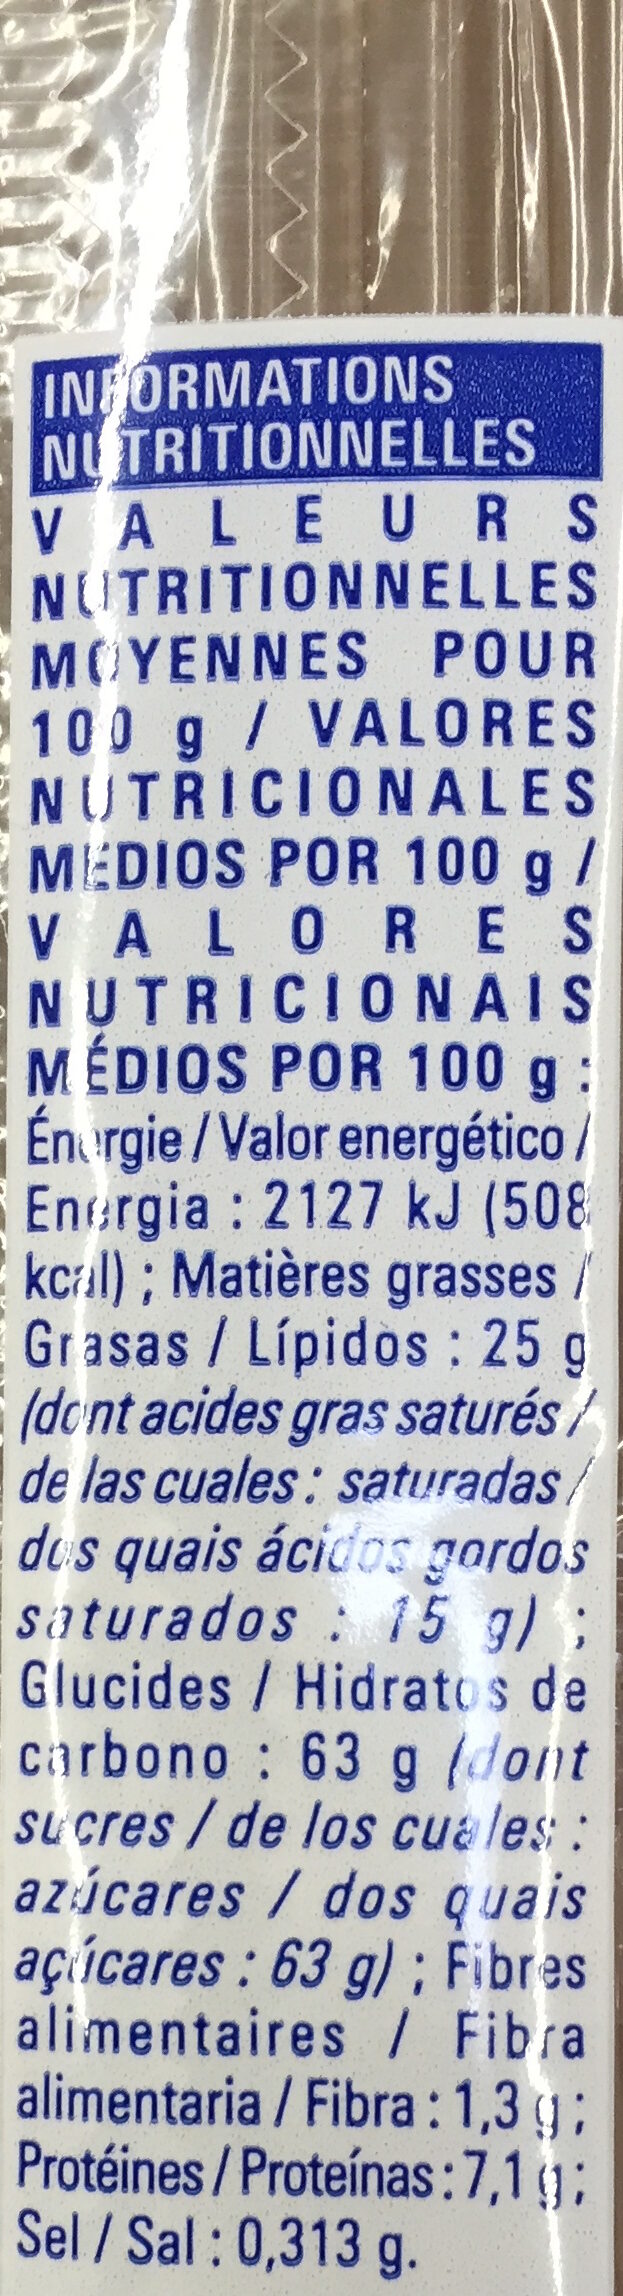 INFORMATIONS
NUTRITIONNELLES
VALEURS
NUTRITIONNELLES
MOYENNES POUR
100 g / VALORES
NUTRICIONALES
MEDIOS POR 100 g /
VALORES
NUTRICIONAIS
MÉDIOS POR 100 g :
Énergie / Valor energético /
Energia : 2127 kJ (508
kcal) ; Matières grasses /
Grasas / Lípidos : 25 g
(dont acides gras saturés /
de las cuales : saturadas /
dos quais ácidos gordos
saturados : 15 g) ;
Glucides / Hidratos de
carbono : 63 g (dont
sucres / de los cuales :
azúcares / dos quais
açúcares : 63 g) ; Fibres
alimentaires / Fibra
alimentaria / Fibra : 1,3 g ;
Protéines / Proteínas : 7,1 g ;
Sel / Sal : 0,313 g.